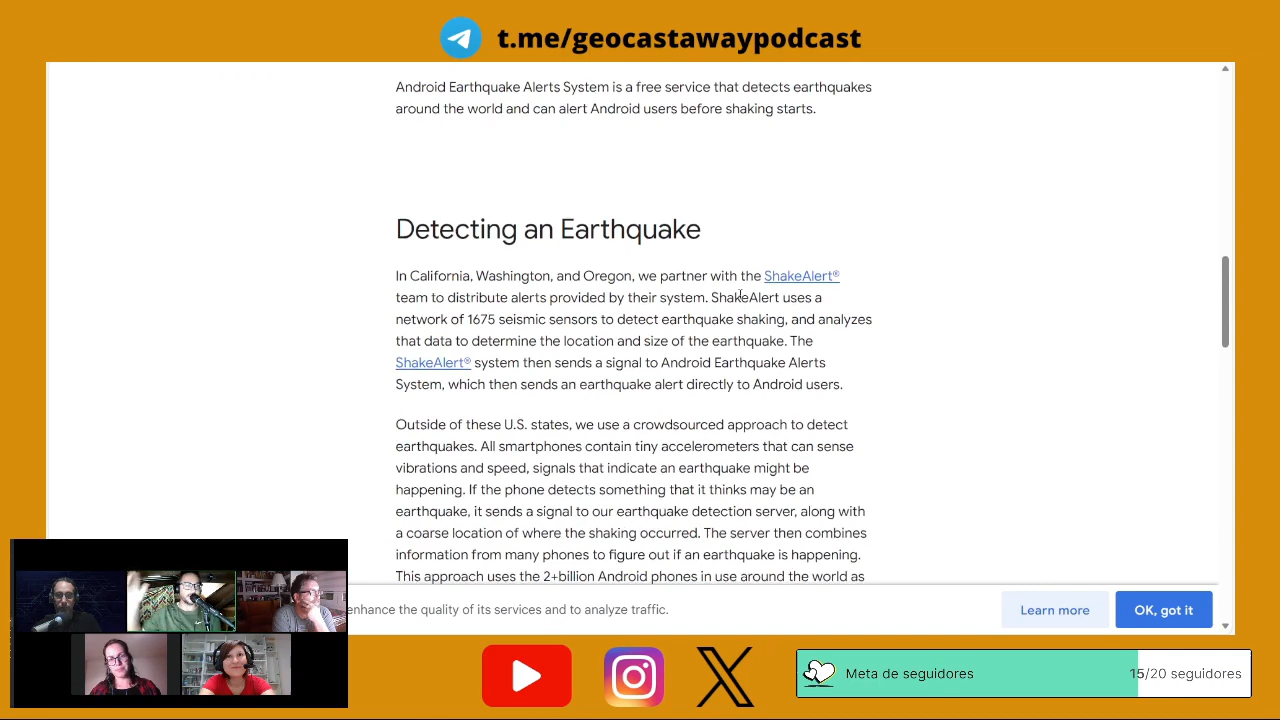 t.me/geocastawaypodcast
Android Earthquake Alerts System is a free service that detects earthquakes
around the world and can alert Android users before shaking starts.
Detecting an Earthquake
In California, Washington, and Oregon, we partner with the ShakeAlert®
team to distribute alerts provided by their system. ShakeAlert uses a
network of 1675 seismic sensors to detect earthquake shaking, and analyzes
that data to determine the location and size of the earthquake. The
ShakeAlert® system then sends a signal to Android Earthquake Alerts
System, which then sends an earthquake alert directly to Android users.
Outside of these U.S. states, we use a crowdsourced approach to detect
earthquakes. All smartphones contain tiny accelerometers that can sense
vibrations and speed, signals that indicate an earthquake might be
happening. If the phone detects something that it thinks may be an
earthquake, it sends a signal to our earthquake detection server, along with
a coarse location of where the shaking occurred. The server then combines
information from many phones to figure out if an earthquake is happening.
This approach uses the 2+billion Android phones in use around the world as
enhance the quality of its services and to analyze traffic.
Learn more
OK, got it
Meta de seguidores
15/20 seguidores